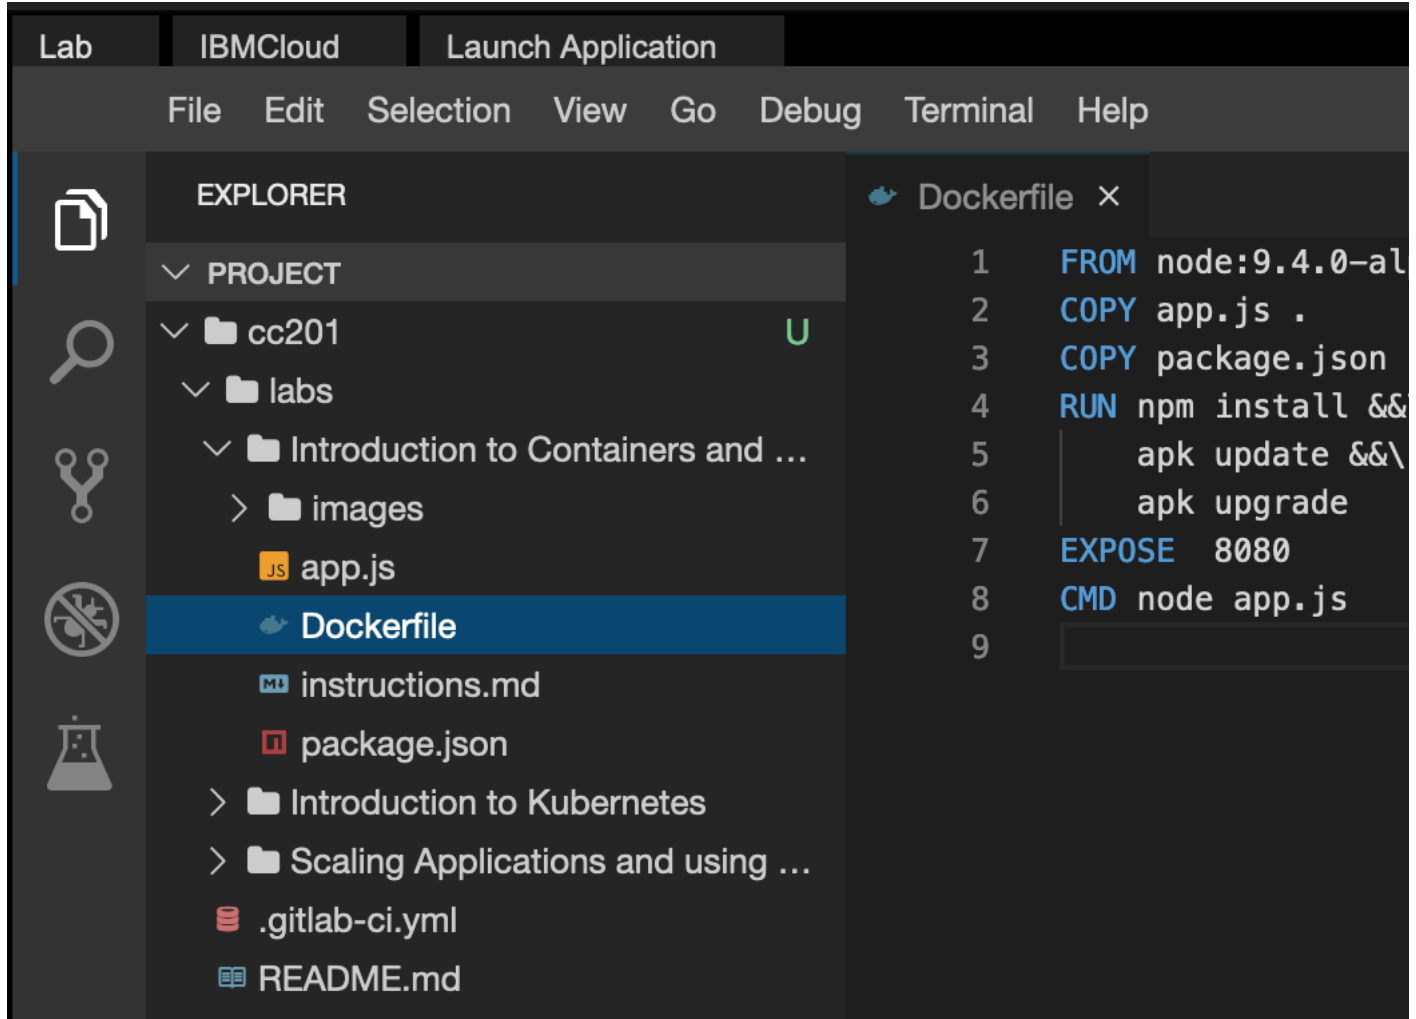 Lab IBMCloud Launch Application
File Edit Selection View Go Debug Terminal Help
EXPLORER
PROJECT
cc201 U
labs
Introduction to Containers and ...
images
JS app.js
Dockerfile
M instructions.md
package.json
Introduction to Kubernetes
Scaling Applications and using ...
.gitlab-ci.yml
README.md
Dockerfile ×
1 FROM node:9.4.0-al
2 COPY app.js .
3 COPY package.json
4 RUN npm install &&\
5 apk update &&\
6 apk upgrade
7 EXPOSE  8080
8 CMD node app.js
9